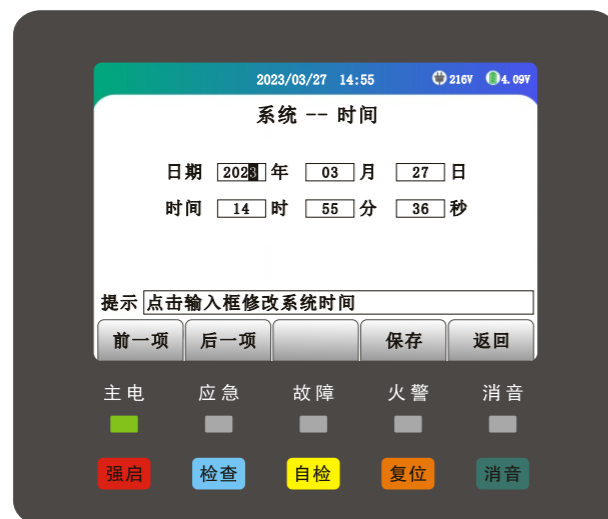 2023/03/27 14:55 216V 4.09V
系统 -- 时间
日期 2023 年 03 月 27 日
时间 14 时 55 分 36 秒
提示 点击输入框修改系统时间
前一项 后一项 保存 返回
主电 应急 故障 火警 消音
强启 检查 自检 复位 消音